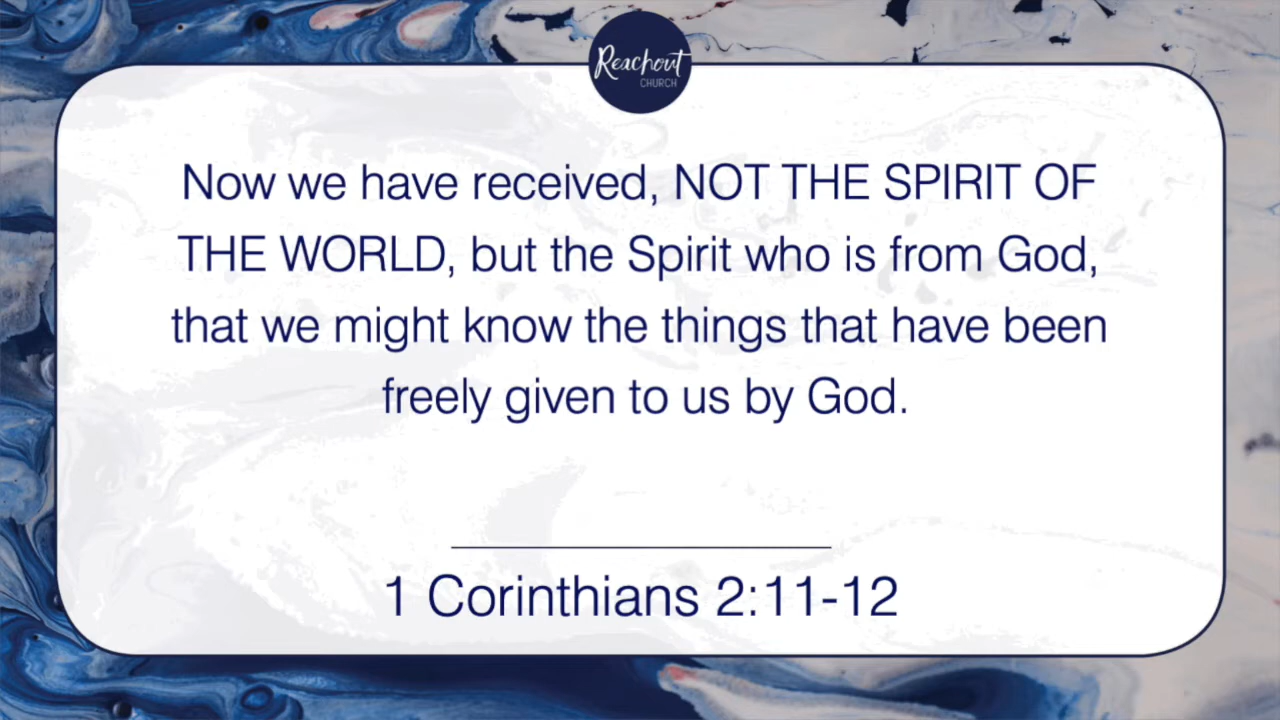 Reachout
CHURCH
Now we have received, NOT THE SPIRIT OF
THE WORLD, but the Spirit who is from God,
that we might know the things that have been
freely given to us by God.
1 Corinthians 2:11-12